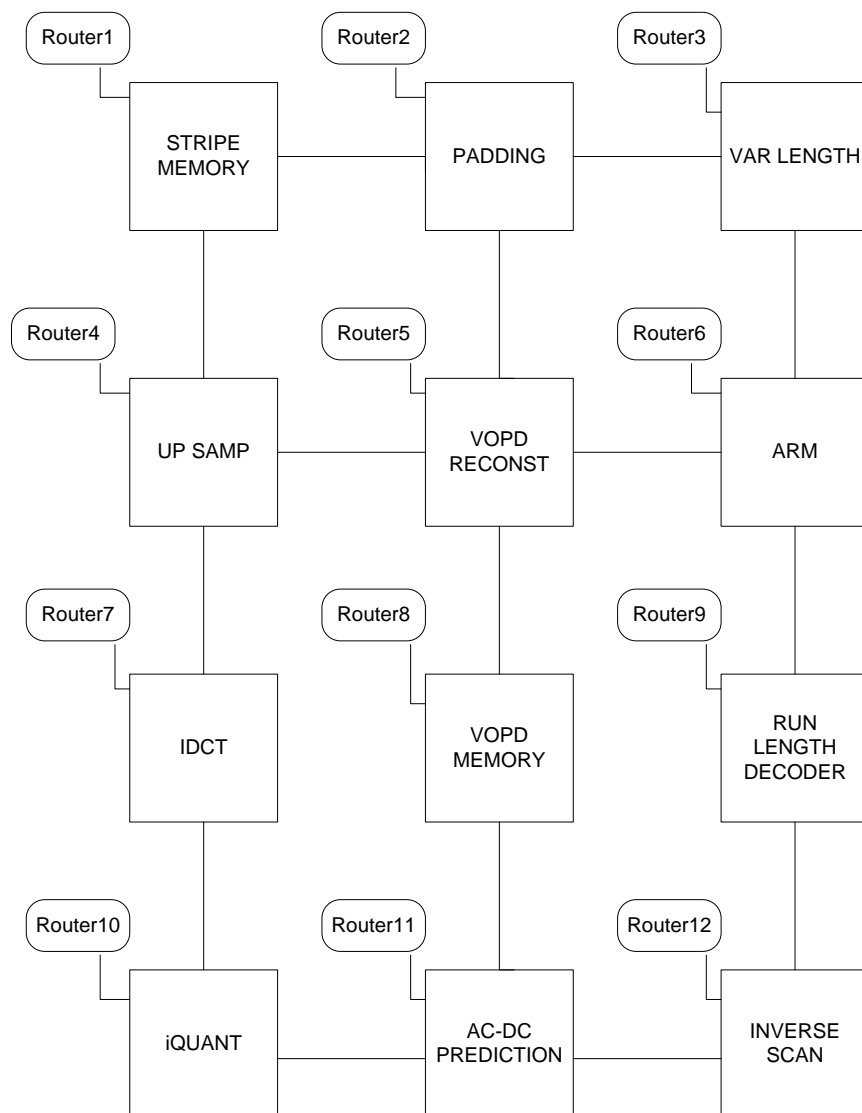 Router1
Router2
Router3
STRIPE
MEMORY
PADDING
VAR LENGTH
Router4
Router5
Router6
UP SAMP
VOPD
RECONST
ARM
Router7
Router8
Router9
IDCT
VOPD
MEMORY
RUN
LENGTH
DECODER
Router10
Router11
Router12
iQUANT
AC-DC
PREDICTION
INVERSE
SCAN